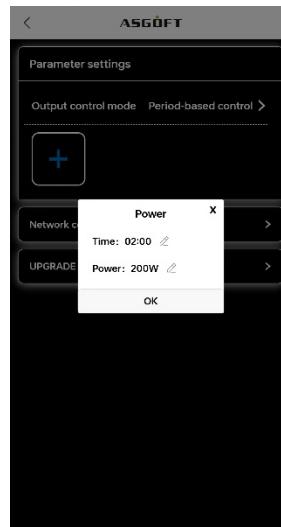 ASGOFT
Parameter settings
Output control mode Period-based control
Power X
Network
Time: 02:00
UPGRADE
Power: 200W
OK